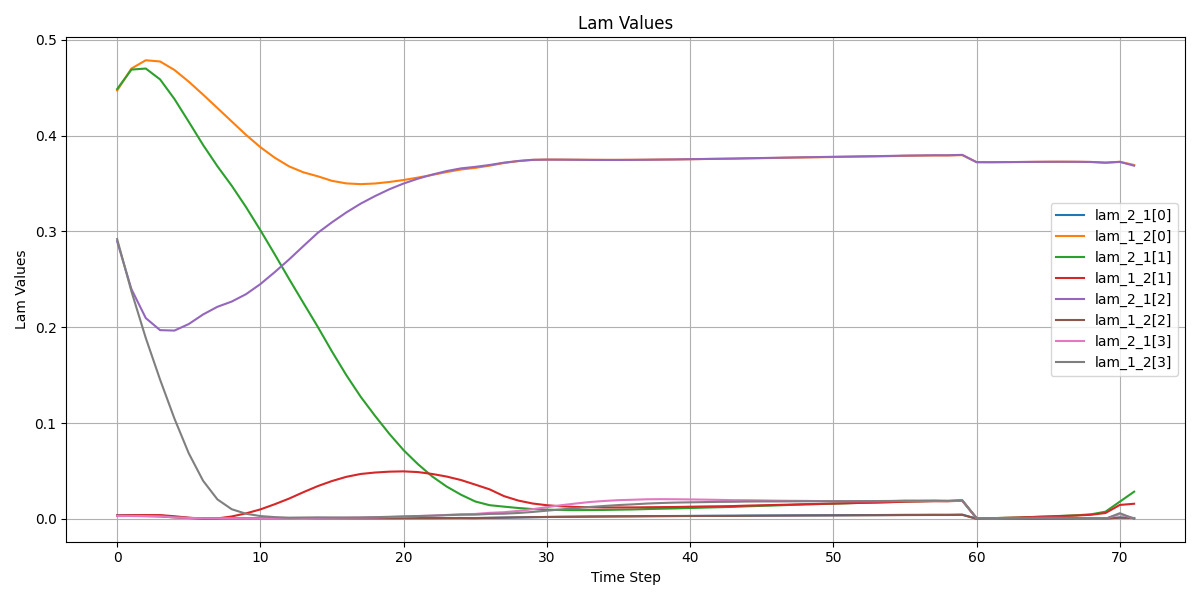 Lam Values
Lam Values
0.5
0.4
0.3
0.2
0.1
0.0
0
10
20
30
40
50
60
70
Time Step
lam_2_1[0]
lam_1_2[0]
lam_2_1[1]
lam_1_2[1]
lam_2_1[2]
lam_1_2[2]
lam_2_1[3]
lam_1_2[3]